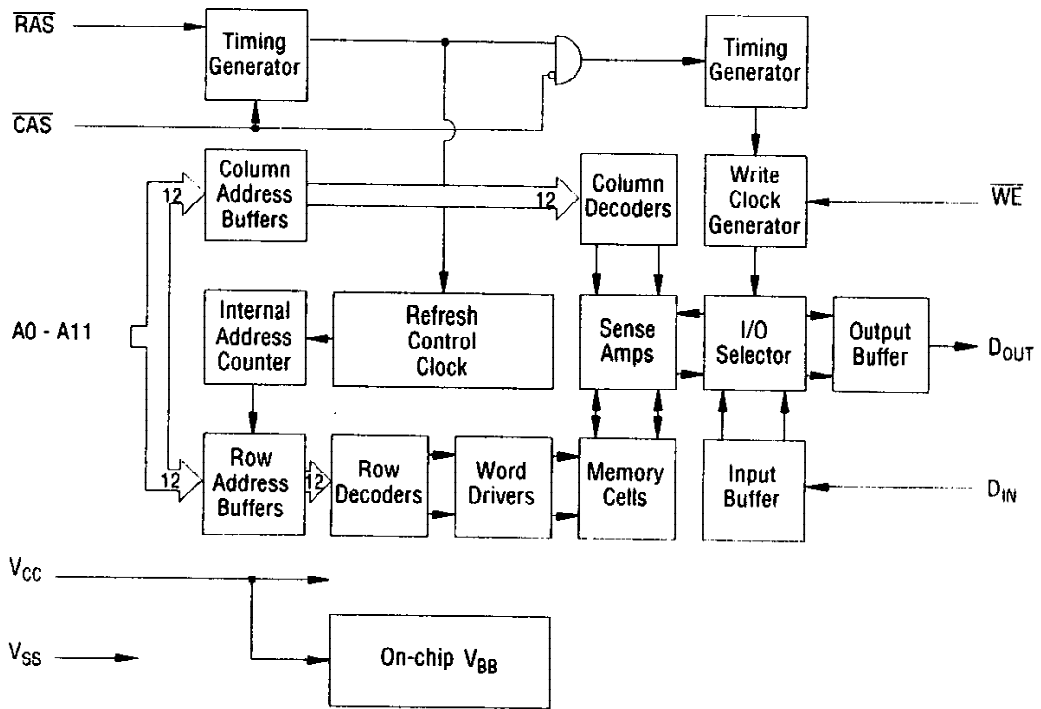 RAS
Timing
Generator
Timing
Generator
CAS
Column
Address
Buffers
12
12
Column
Decoders
Write
Clock
Generator
WE
A0 - A11
Internal
Address
Counter
Refresh
Control
Clock
Sense
Amps
I/O
Selector
Output
Buffer
DOUT
12
Row
Address
Buffers
12
Row
Decoders
Word
Drivers
Memory
Cells
Input
Buffer
DIN
VCC
VSS
On-chip VBB